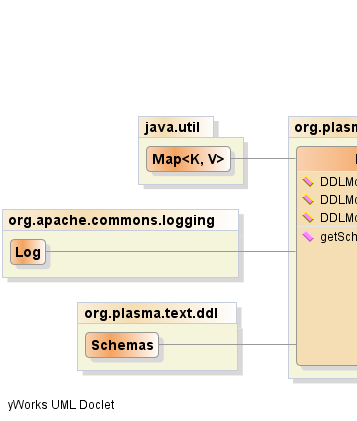 java.util
Map<K, V>
org.apache.commons.logging
Log
org.plasma.text.ddl
Schemas
org.plasm
DDLMo
DDLMo
DDLMo
getSch
yWorks UML Doclet